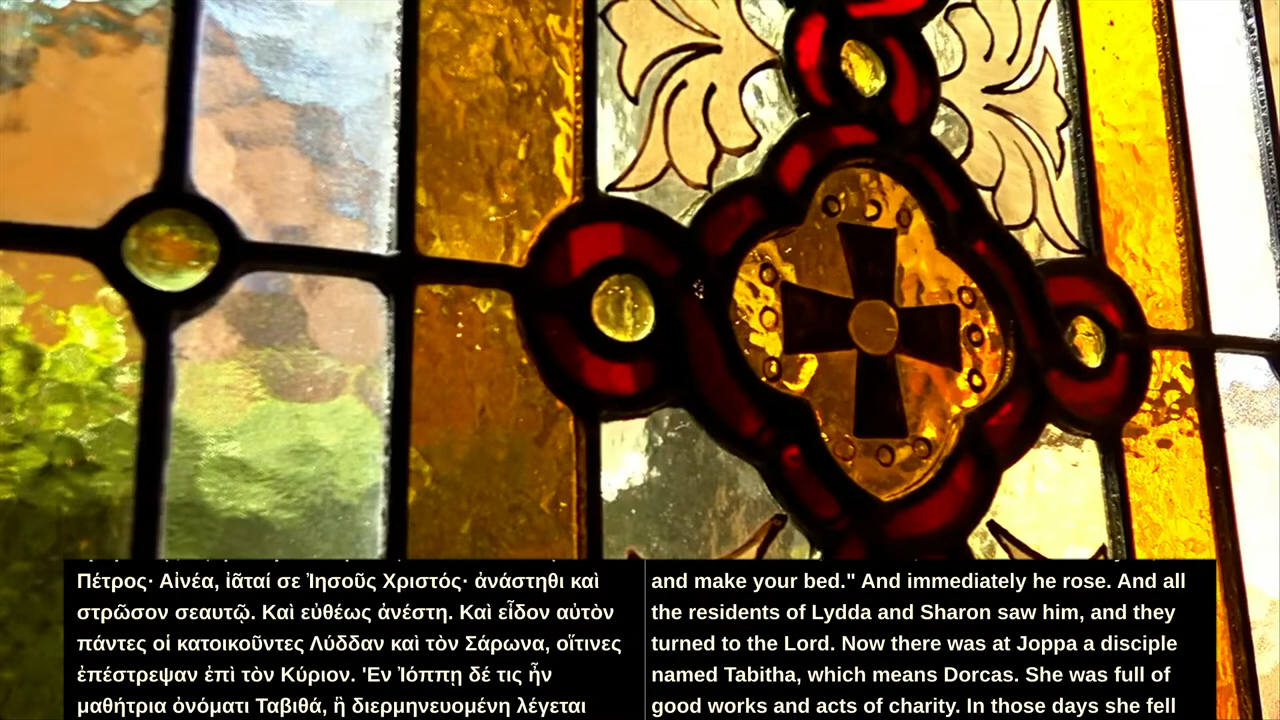 Πέτρος· Αἰνέα, ἰᾶταί σε Ἰησοῦς Χριστός· ἀνάστηθι καὶ
στρῶσον σεαυτῷ. Καὶ εὐθέως ἀνέστη. Καὶ εἶδον αὐτὸν
πάντες οἱ κατοικοῦντες Λύδδαν καὶ τὸν Σάρωνα, οἵτινες
ἐπέστρεψαν ἐπὶ τὸν Κύριον. Ἐν Ἰόππῃ δέ τις ἦν
μαθήτρια ὀνόματι Ταβιθά, ἣ διερμηνευομένη λέγεται
and make your bed." And immediately he rose. And all
the residents of Lydda and Sharon saw him, and they
turned to the Lord. Now there was at Joppa a disciple
named Tabitha, which means Dorcas. She was full of
good works and acts of charity. In those days she fell